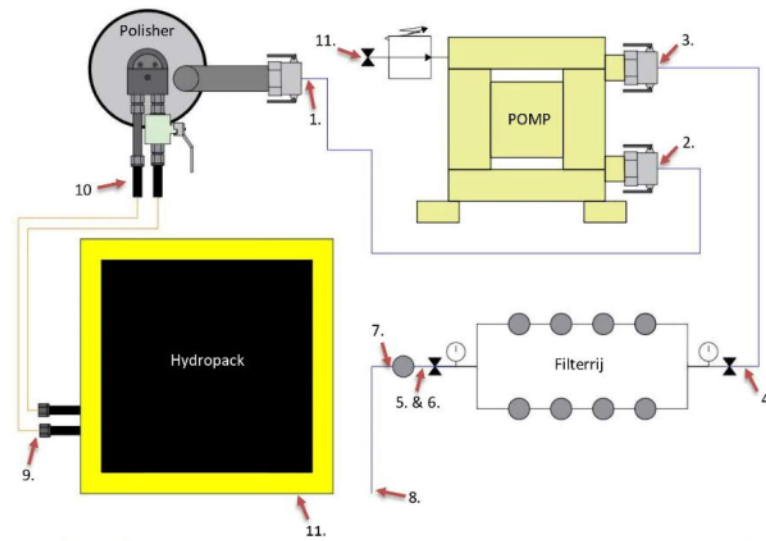 Polisher
11.
3.
1.
POMP
2.
10
Hydropack
7.
Filterrij
5. & 6.
4.
9.
8.
11.